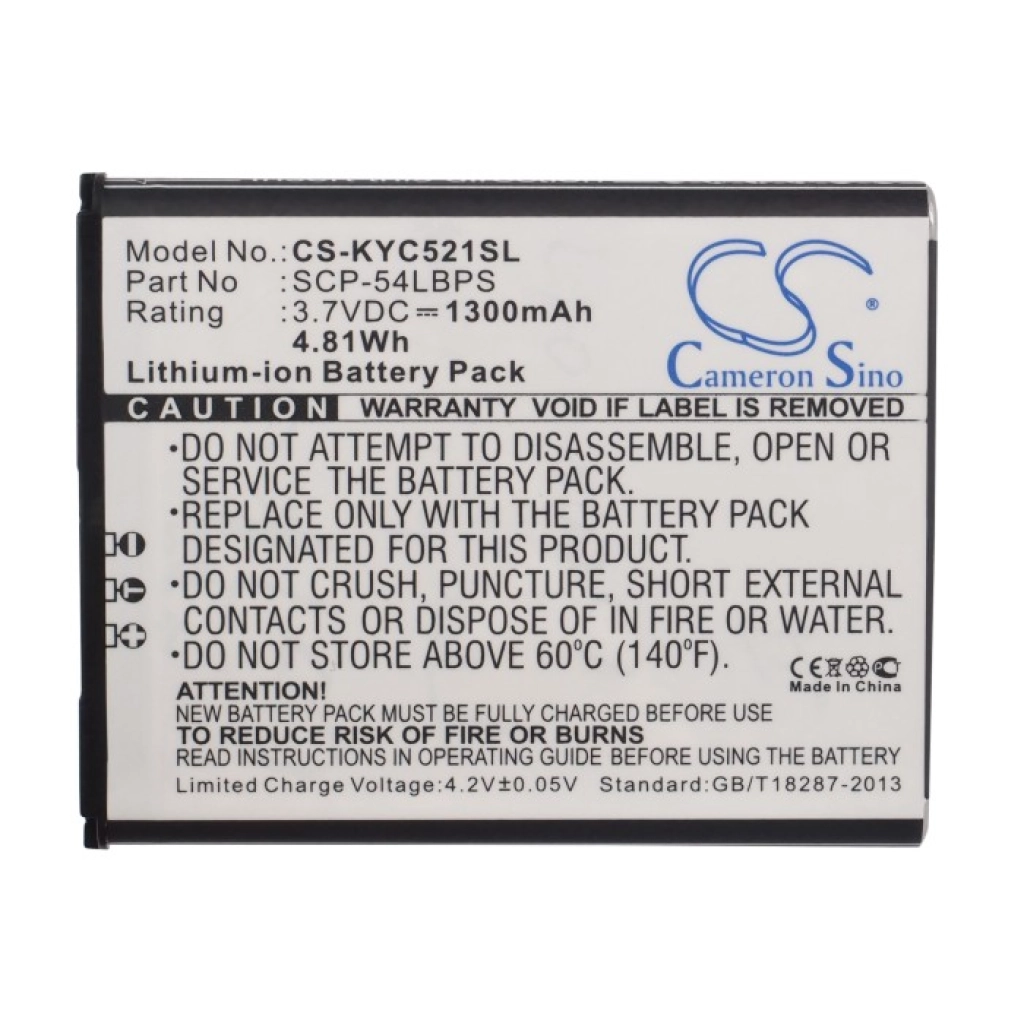 Model No.: CS-KYC521SL
Part No : SCP-54LBPS
Rating : 3.7VDC 1300mAh
4.81Wh
Lithium-ion Battery Pack
CS ®
Cameron Sino
CAUTION WARRANTY VOID IF LABEL IS REMOVED
•DO NOT ATTEMPT TO DISASSEMBLE, OPEN OR
SERVICE THE BATTERY PACK.
•REPLACE ONLY WITH THE BATTERY PACK
DESIGNATED FOR THIS PRODUCT.
•DO NOT CRUSH, PUNCTURE, SHORT EXTERNAL
CONTACTS OR DISPOSE OF IN FIRE OR WATER.
•DO NOT STORE ABOVE 60°C (140°F).
CE
Made In China
ATTENTION!
NEW BATTERY PACK MUST BE FULLY CHARGED BEFORE USE
TO REDUCE RISK OF FIRE OR BURNS
READ INSTRUCTIONS IN OPERATING GUIDE BEFORE USING THE BATTERY
Limited Charge Voltage:4.2V±0.05V Standard:GB/T18287-2013